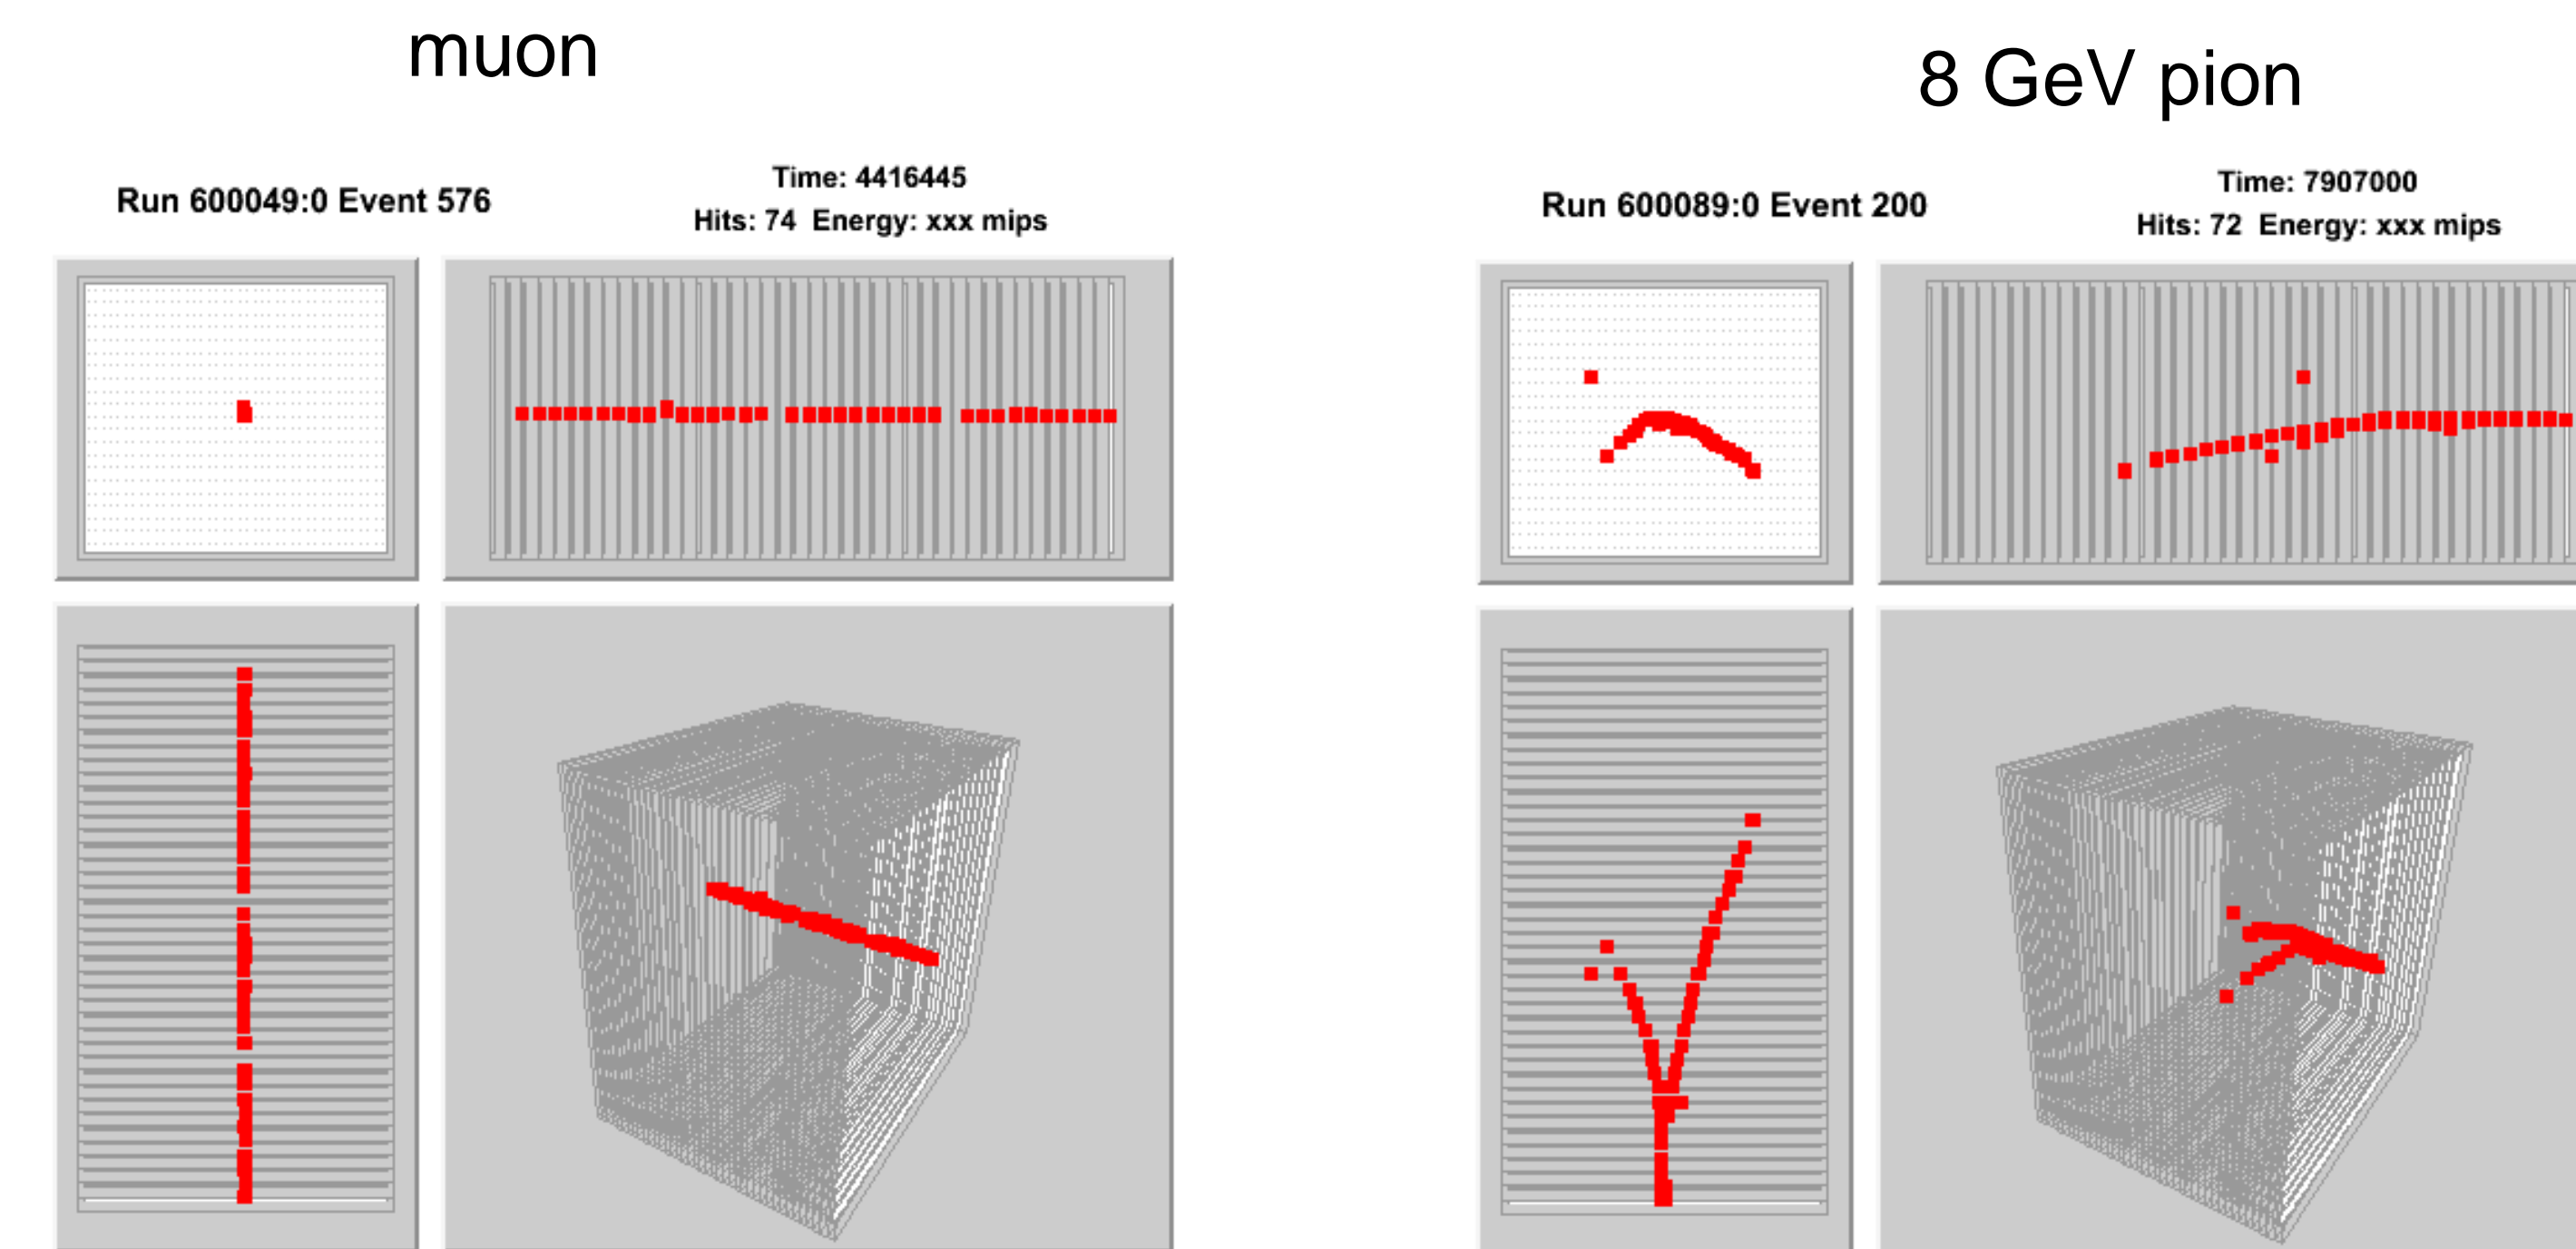 muon
Run 600049:0 Event 576
Time: 4416445
Hits: 74 Energy: xxx mips
8 GeV pion
Run 600089:0 Event 200
Time: 7907000
Hits: 72 Energy: xxx mips